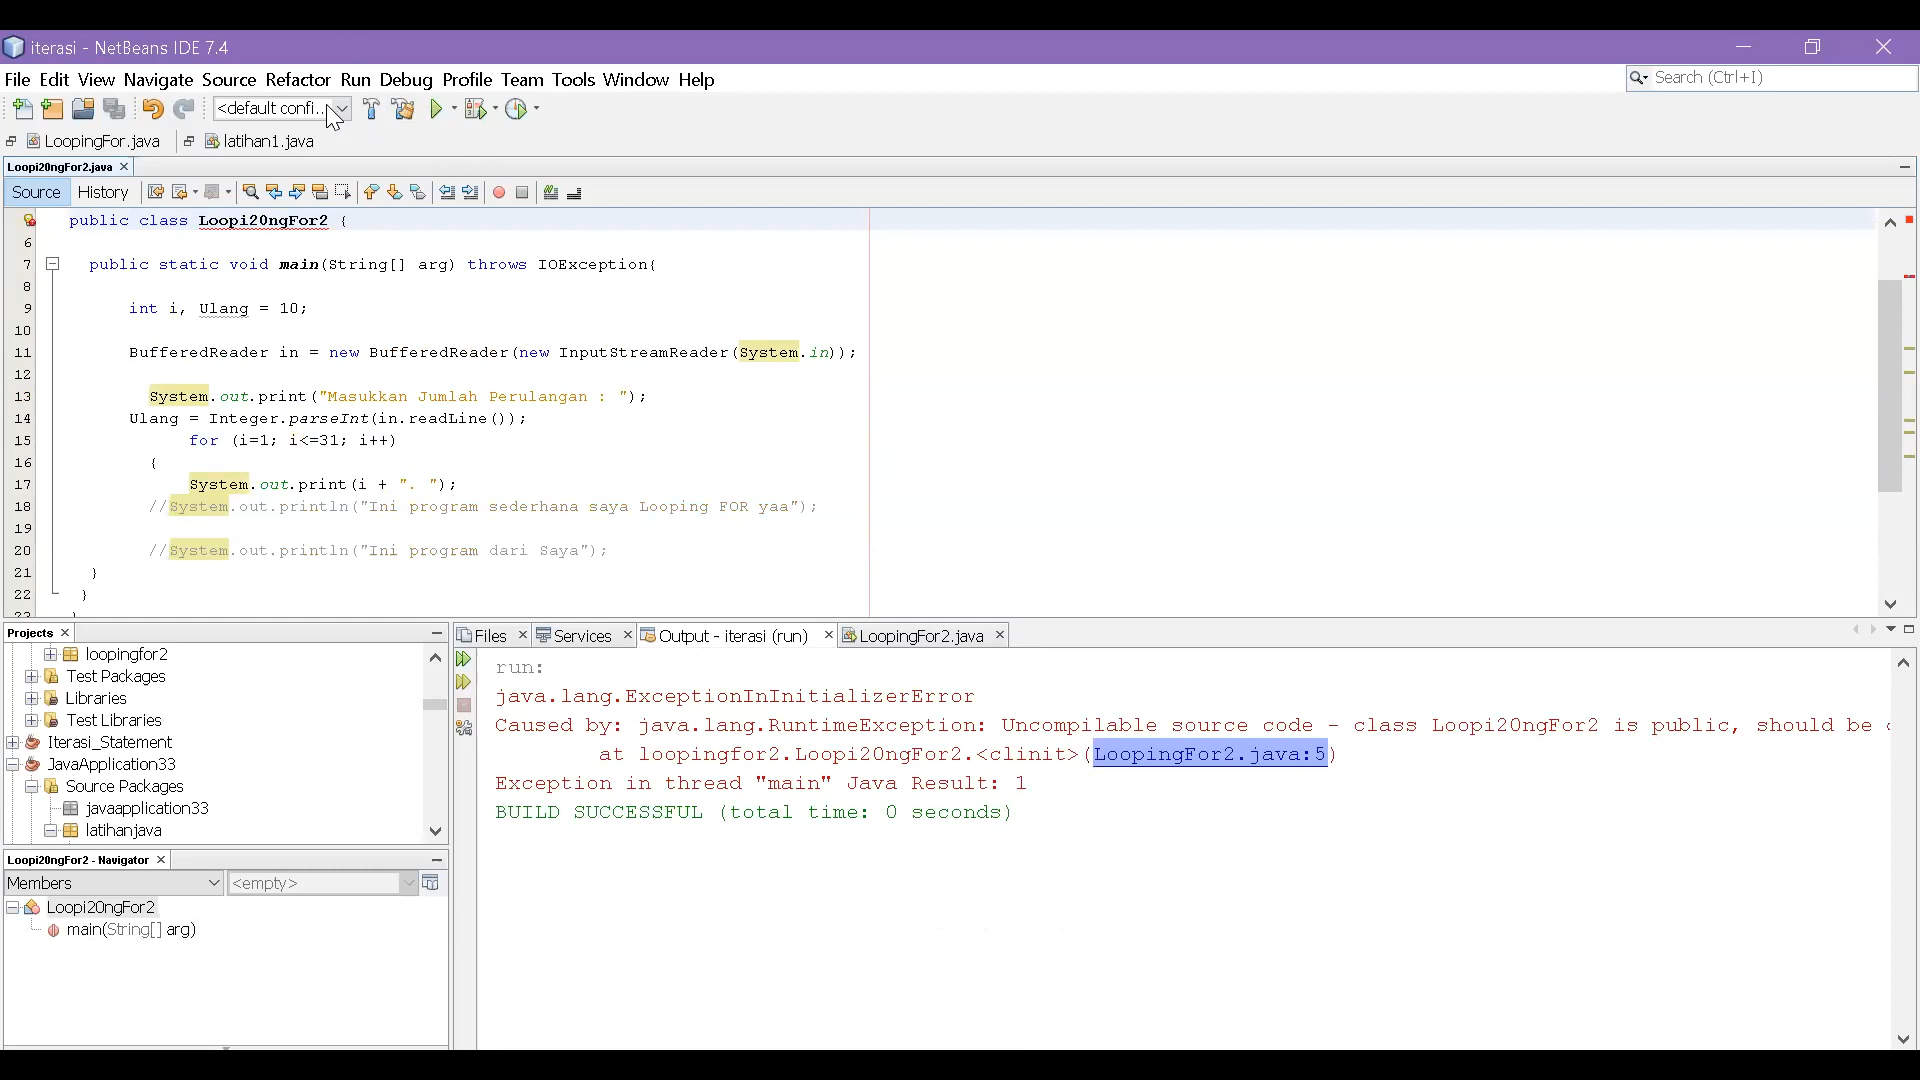 iterasi - NetBeans IDE 7.4
File Edit View Navigate Source Refactor Run Debug Profile Team Tools Window Help
Search (Ctrl+I)
<default confi...
LoopingFor.java
latihan1.java
Loopi20ngFor2.java
Source
History
public class Loopi20ngFor2 {
6
7 public static void main(String[] arg) throws IOException{
8
9 int i, Ulang = 10;
10
11 BufferedReader in = new BufferedReader(new InputStreamReader(System.in));
12
13 System.out.print("Masukkan Jumlah Perulangan : ");
14 Ulang = Integer.parseInt(in.readLine());
15 for (i=1; i<=31; i++)
16 {
17 System.out.print(i + ". ");
18 //System.out.println("Ini program sederhana saya Looping FOR yaa");
19
20 //System.out.println("Ini program dari Saya");
21 }
22 }
Projects
loopingfor2
Test Packages
Libraries
Test Libraries
Iterasi_Statement
JavaApplication33
Source Packages
javaapplication33
latihanjava
Loopi20ngFor2 - Navigator
Members
<empty>
Loopi20ngFor2
main(String[] arg)
Files
Services
Output - iterasi (run)
LoopingFor2.java
run:
java.lang.ExceptionInInitializerError
Caused by: java.lang.RuntimeException: Uncompilable source code - class Loopi20ngFor2 is public, should be
at loopingfor2.Loopi20ngFor2.<clinit>(LoopingFor2.java:5)
Exception in thread "main" Java Result: 1
BUILD SUCCESSFUL (total time: 0 seconds)